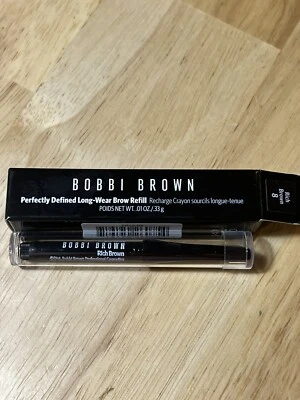 BOBBI BROWN
Perfectly Defined Long-Wear Brow Refill Recharge Crayon sourcils longue-tenue
POIDS NET WT. .01 OZ/.33 g
Rich
Brown
8
BOBBI BROWN
Rich Brown